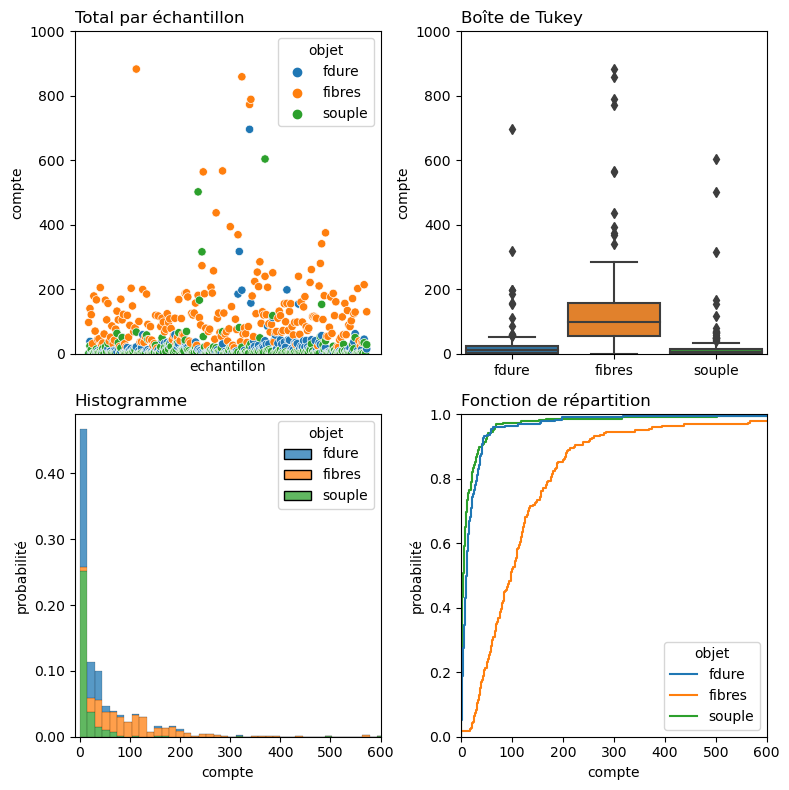 Total par échantillon
1000
800
600
400
200
0
compte
objet
fdure
fibres
souple
echantillon
Boîte de Tukey
1000
800
600
400
200
0
compte
fdure
fibres
souple
Histogramme
0.40
0.30
0.20
0.10
0.00
probabilité
objet
fdure
fibres
souple
0
100
200
300
400
500
600
compte
Fonction de répartition
1.0
0.8
0.6
0.4
0.2
0.0
probabilité
objet
fdure
fibres
souple
0
100
200
300
400
500
600
compte